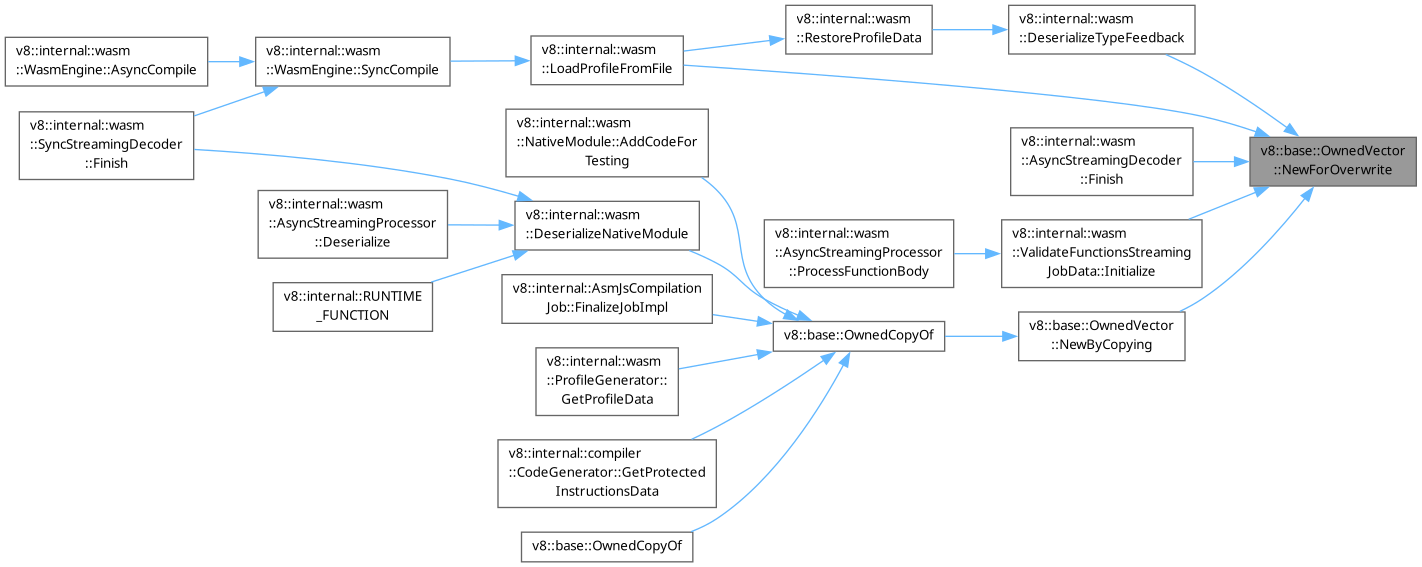 v8::internal::wasm
::WasmEngine::AsyncCompile
v8::internal::wasm
::WasmEngine::SyncCompile
v8::internal::wasm
::LoadProfileFromFile
v8::internal::wasm
::RestoreProfileData
v8::internal::wasm
::DeserializeTypeFeedback
v8::internal::wasm
::SyncStreamingDecoder
::Finish
v8::internal::wasm
::NativeModule::AddCodeFor
Testing
v8::internal::wasm
::AsyncStreamingDecoder
::Finish
v8::base::OwnedVector
::NewForOverwrite
v8::internal::wasm
::AsyncStreamingProcessor
::Deserialize
v8::internal::wasm
::DeserializeNativeModule
v8::internal::wasm
::AsyncStreamingProcessor
::ProcessFunctionBody
v8::internal::wasm
::ValidateFunctionsStreaming
JobData::Initialize
v8::internal::RUNTIME
_FUNCTION
v8::internal::AsmJsCompilation
Job::FinalizeJobImpl
v8::base::OwnedCopyOf
v8::base::OwnedVector
::NewByCopying
v8::internal::wasm
::ProfileGenerator::
GetProfileData
v8::internal::compiler
::CodeGenerator::GetProtected
InstructionsData
v8::base::OwnedCopyOf